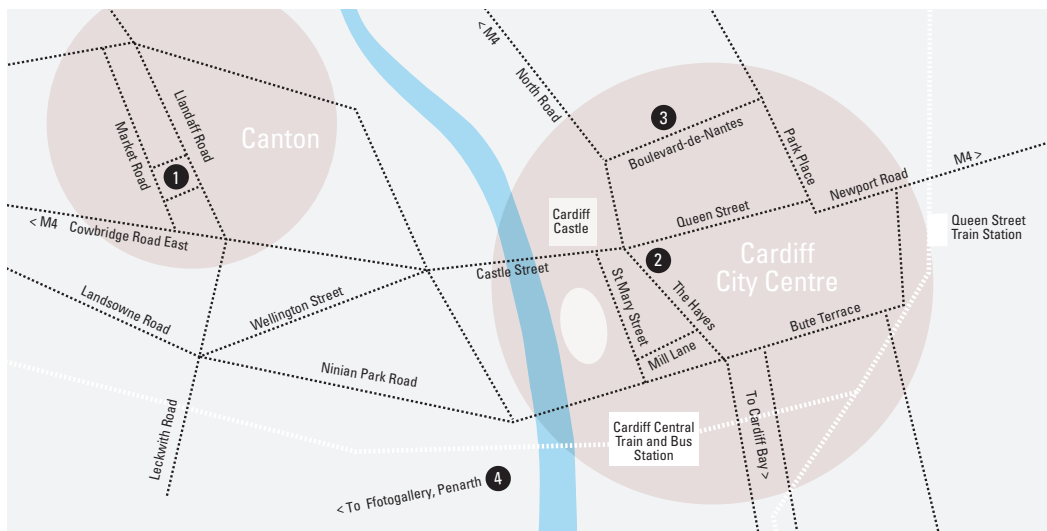 < M4
North Road
Llandaff Road
Market Road
Canton
1
3
Boulevard-de-Nantes
Park Place
M4 >
Newport Road
< M4 Cowbridge Road East
Cardiff
Castle
Queen Street
Queen Street
Train Station
2
Cardiff
City Centre
Castle Street
St Mary Street
The Hayes
Landsowne Road
Wellington Street
Bute Terrace
Mill Lane
Ninian Park Road
Leckwith Road
Cardiff Central
Train and Bus
Station
To Cardiff Bay >
< To Ffotogallery, Penarth 4